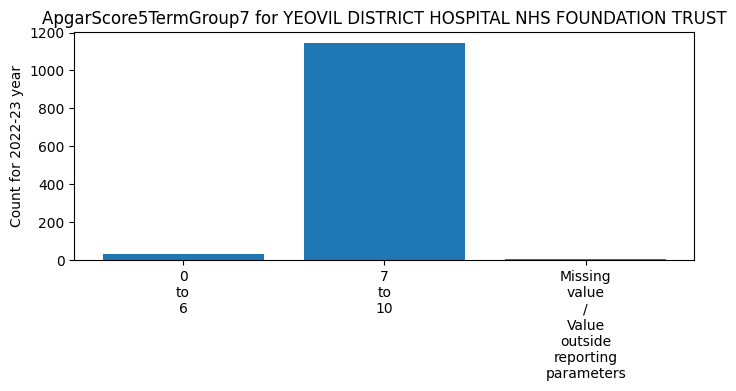 ApgarScore5TermGroup7 for YEOVIL DISTRICT HOSPITAL NHS FOUNDATION TRUST
Count for 2022-23 year
1200
1000
800
600
400
200
0
0
to
6
7
to
10
Missing
value
/
Value
outside
reporting
parameters